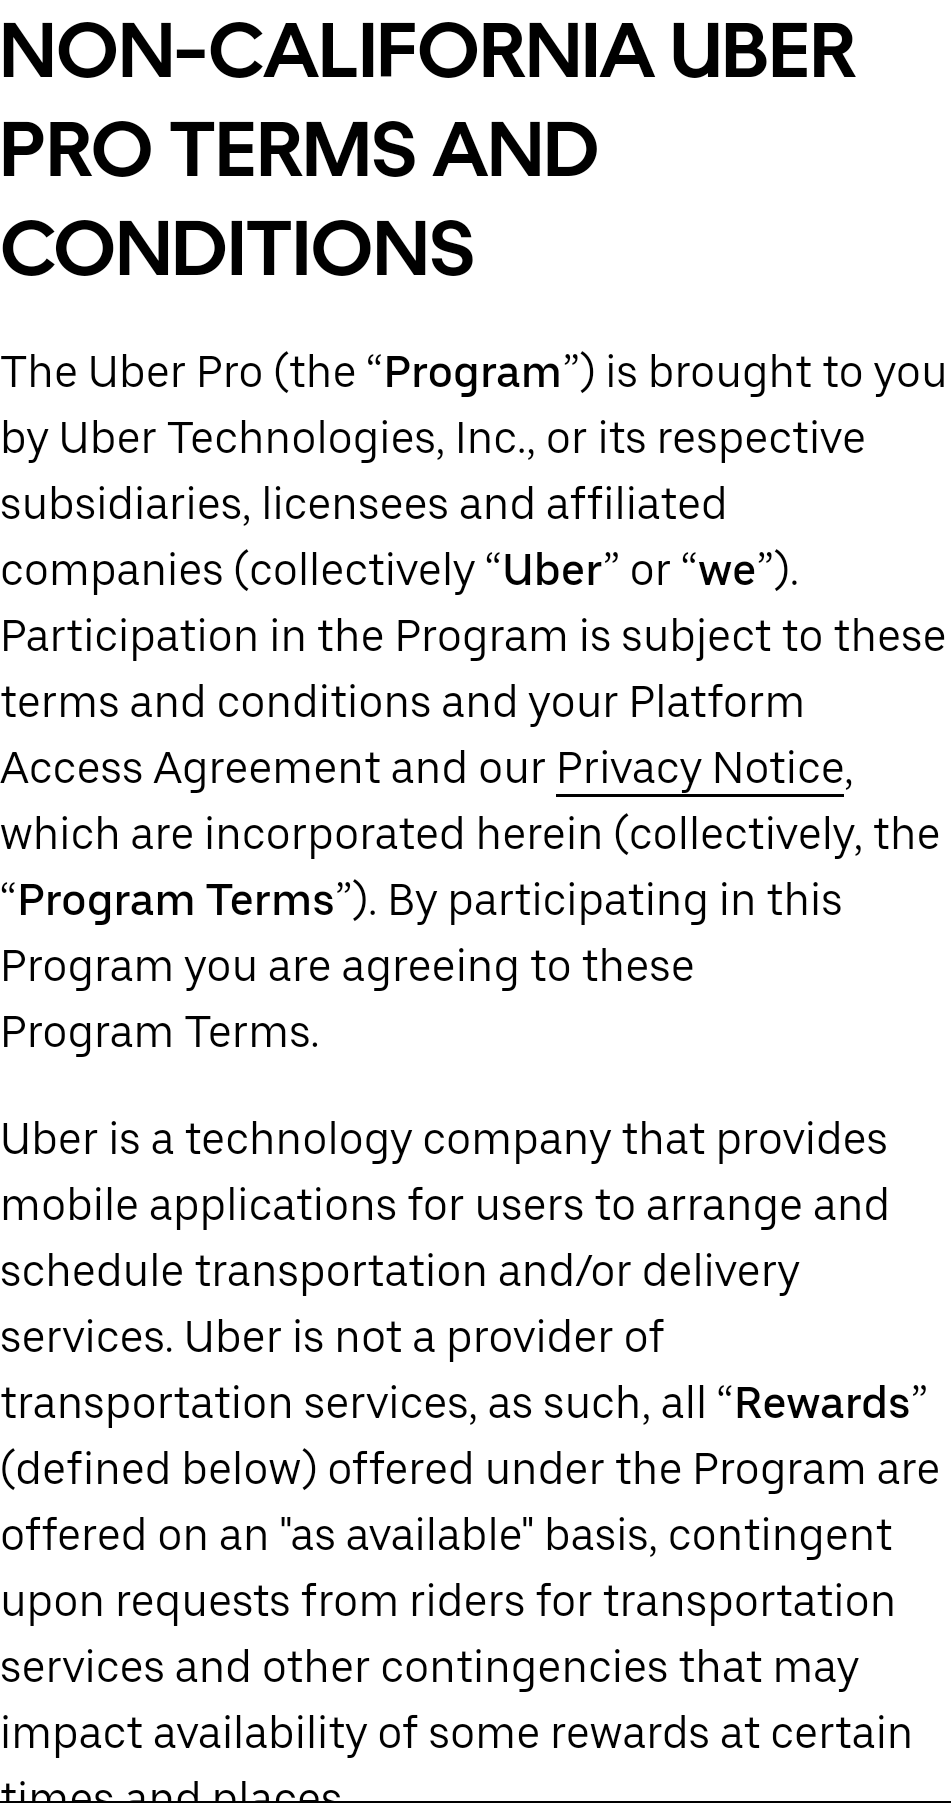 NON-CALIFORNIA UBER
PRO TERMS AND
CONDITIONS
The Uber Pro (the “Program”) is brought to you
by Uber Technologies, Inc., or its respective
subsidiaries, licensees and affiliated
companies (collectively “Uber” or “we”).
Participation in the Program is subject to these
terms and conditions and your Platform
Access Agreement and our Privacy Notice,
which are incorporated herein (collectively, the
“Program Terms”). By participating in this
Program you are agreeing to these
Program Terms.
Uber is a technology company that provides
mobile applications for users to arrange and
schedule transportation and/or delivery
services. Uber is not a provider of
transportation services, as such, all “Rewards”
(defined below) offered under the Program are
offered on an "as available" basis, contingent
upon requests from riders for transportation
services and other contingencies that may
impact availability of some rewards at certain
times and places.